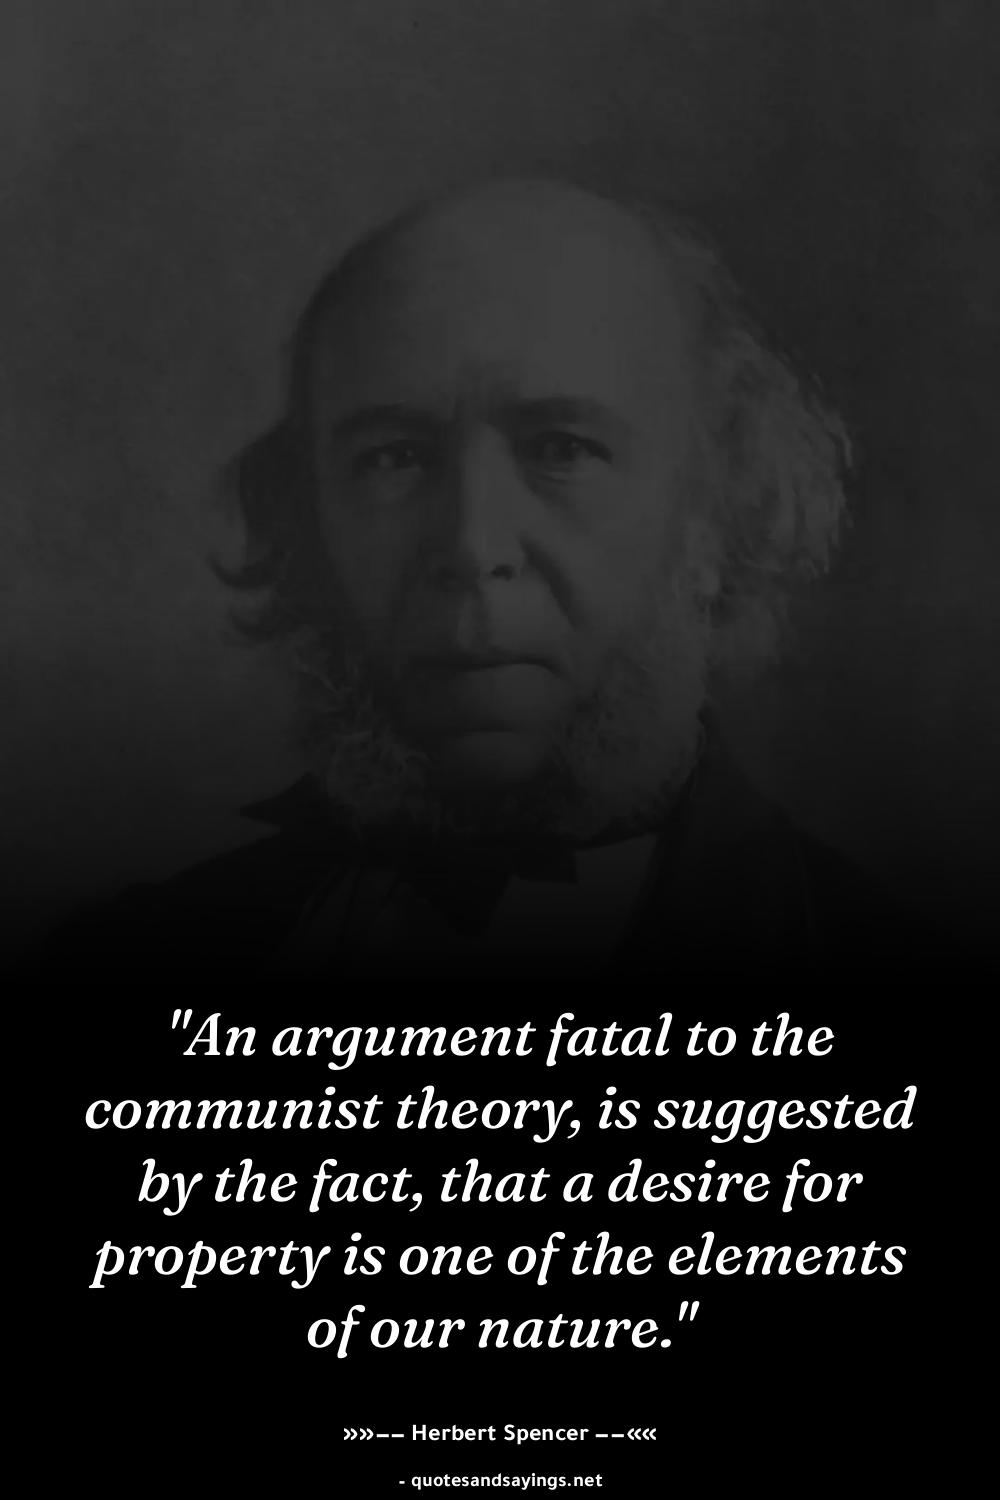 "An argument fatal to the
communist theory, is suggested
by the fact, that a desire for
property is one of the elements
of our nature."
»»−− Herbert Spencer −−««
- quotesandsayings.net